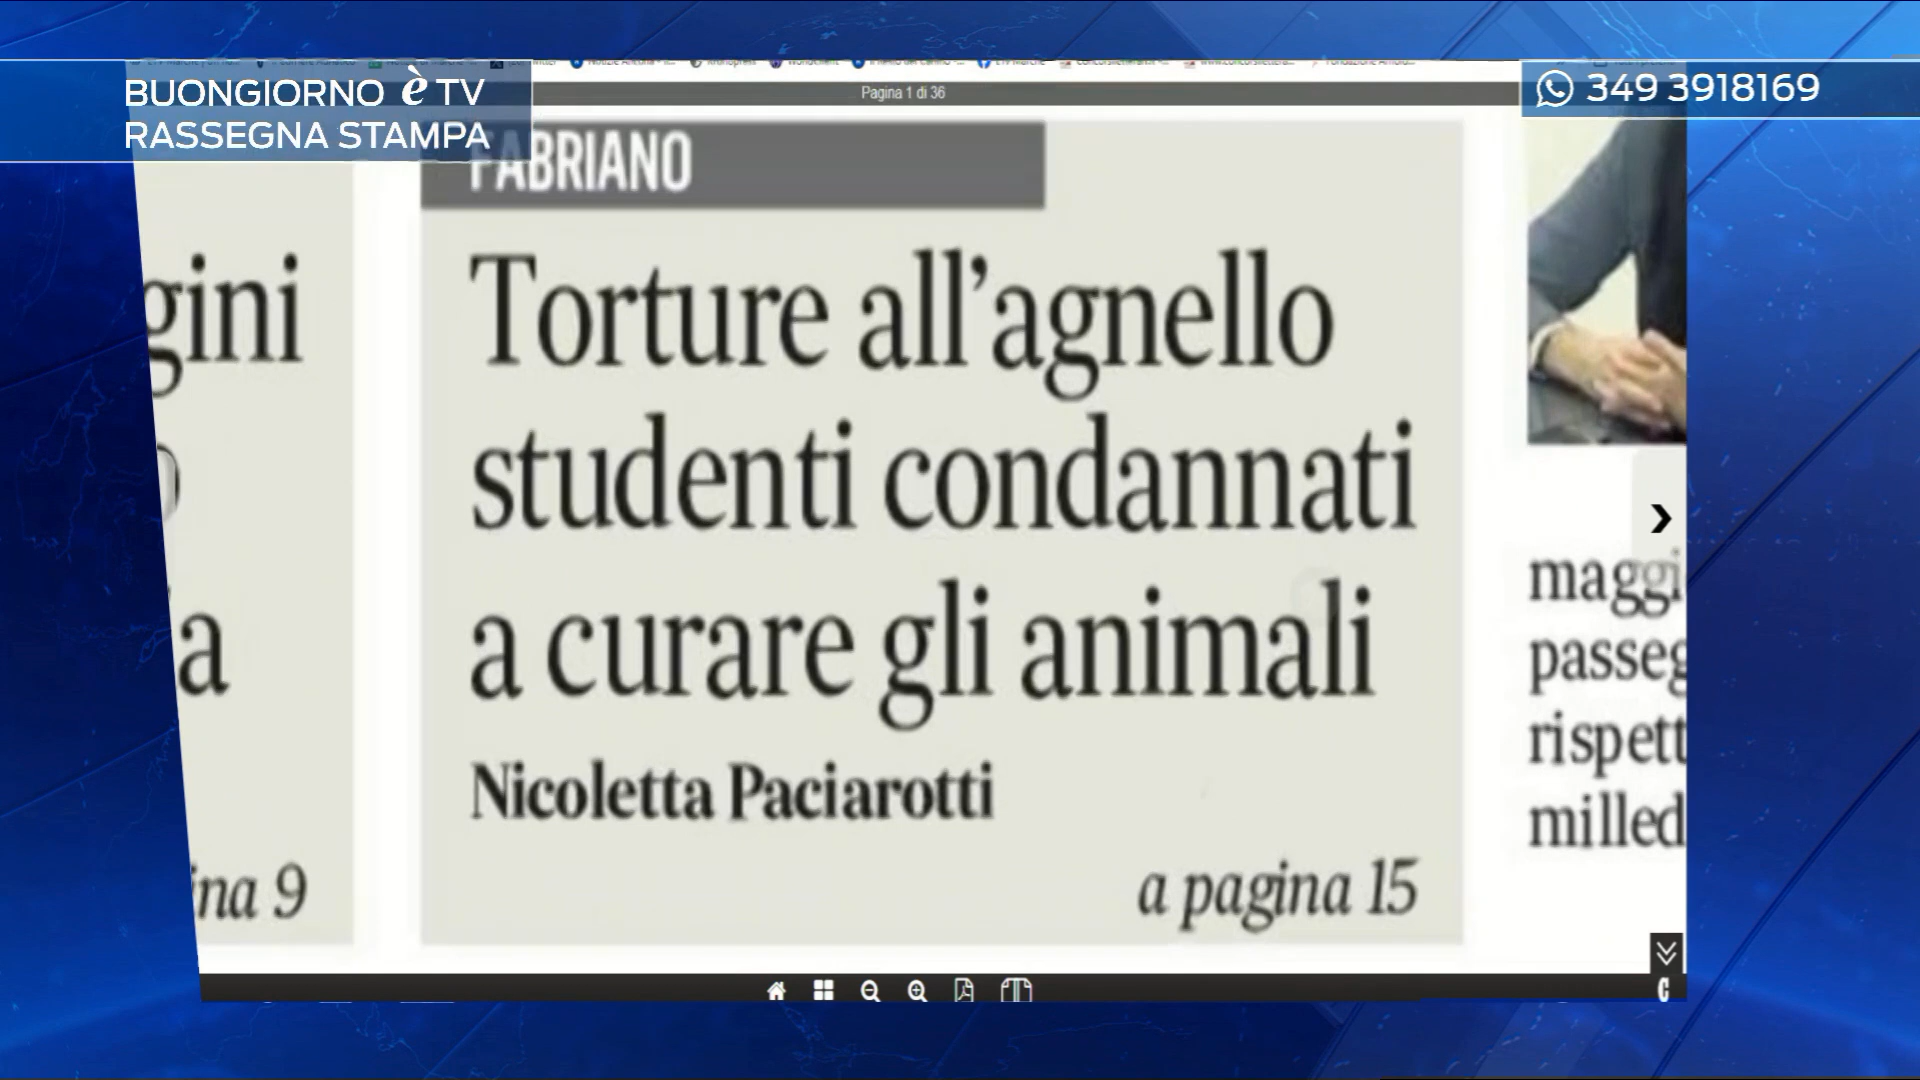 BUONGIORNO è TV
RASSEGNA STAMPA
349 3918169
Pagina 1 di 36
FABRIANO
Torture all'agnello
studenti condannati
a curare gli animali
Nicoletta Paciarotti
a pagina 15
gini
a
ina 9
maggi
passeg
rispett
milled